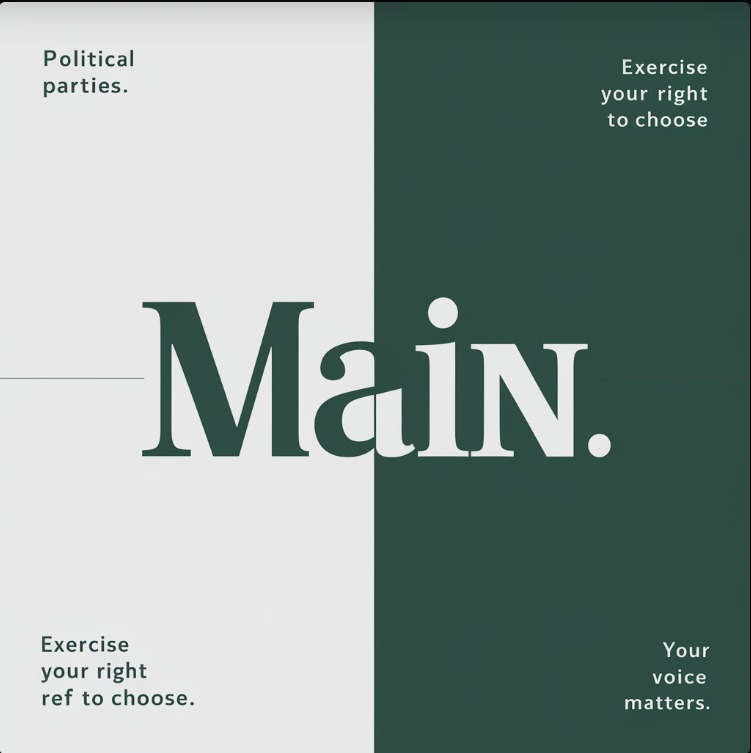 Political
parties.
Exercise
your right
to choose
MaiN.
Exercise
your right
ref to choose.
Your
voice
matters.